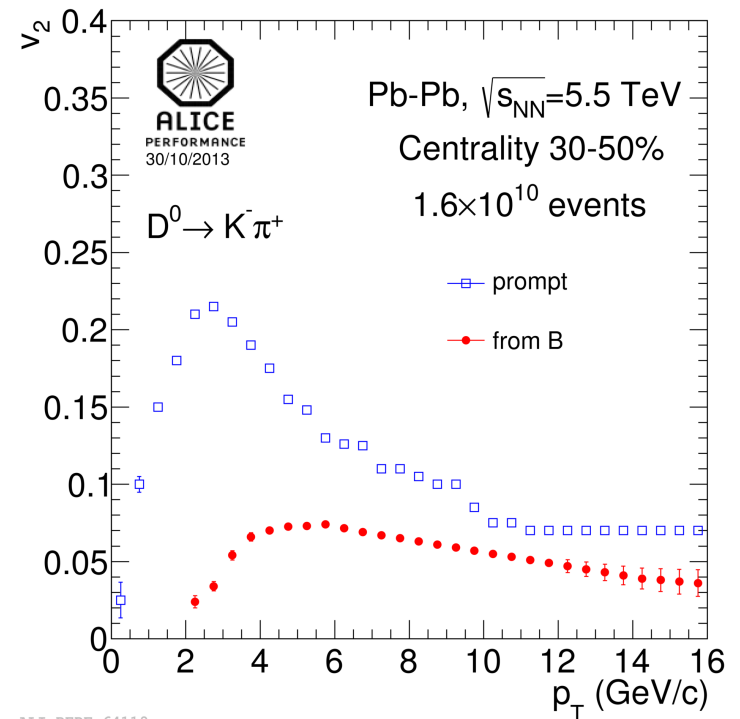 v₂
0.4
0.35
0.3
0.25
0.2
0.15
0.1
0.05
0
ALICE
PERFORMANCE
30/10/2013
Pb-Pb, √sNN=5.5 TeV
Centrality 30-50%
1.6×10¹⁰ events
D⁰→ K⁻π⁺
prompt
from B
0 2 4 6 8 10 12 14 16
pT (GeV/c)